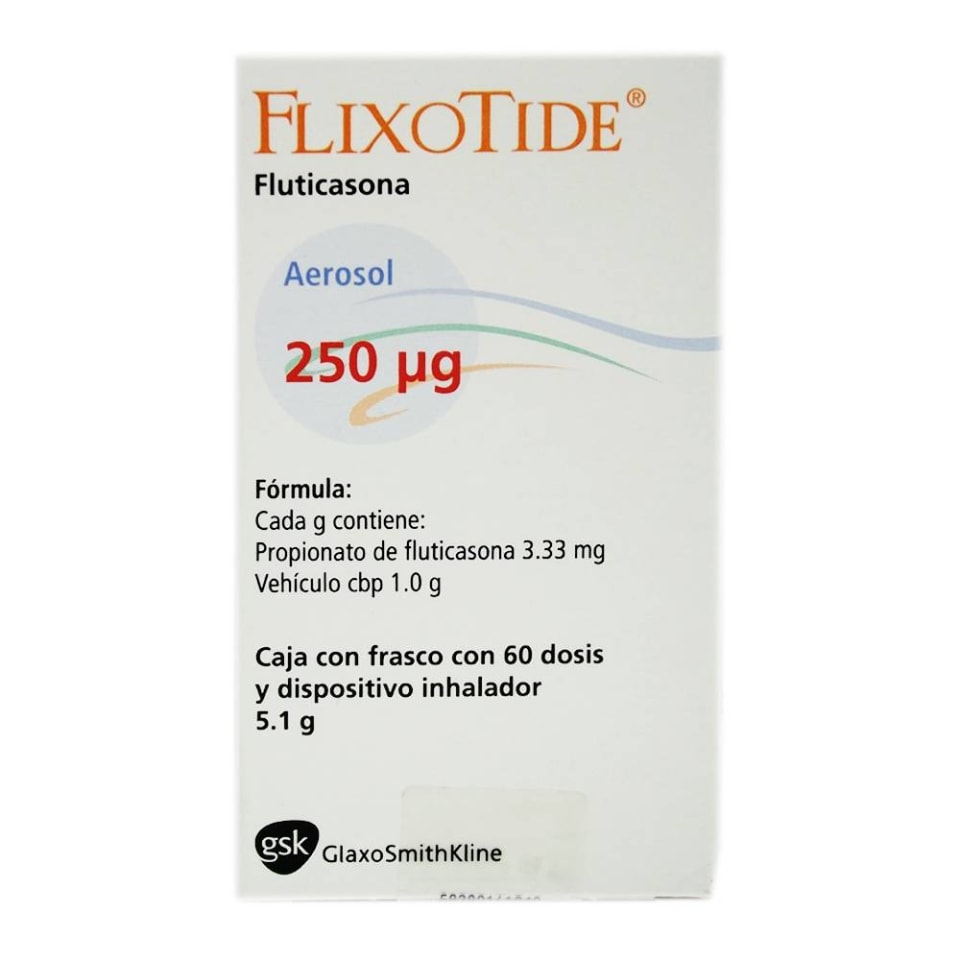 FLIXOTIDE®
Fluticasona
Aerosol
250 µg
Fórmula:
Cada g contiene:
Propionato de fluticasona 3.33 mg
Vehículo cbp 1.0 g
Caja con frasco con 60 dosis
y dispositivo inhalador
5.1 g
gsk GlaxoSmithKline